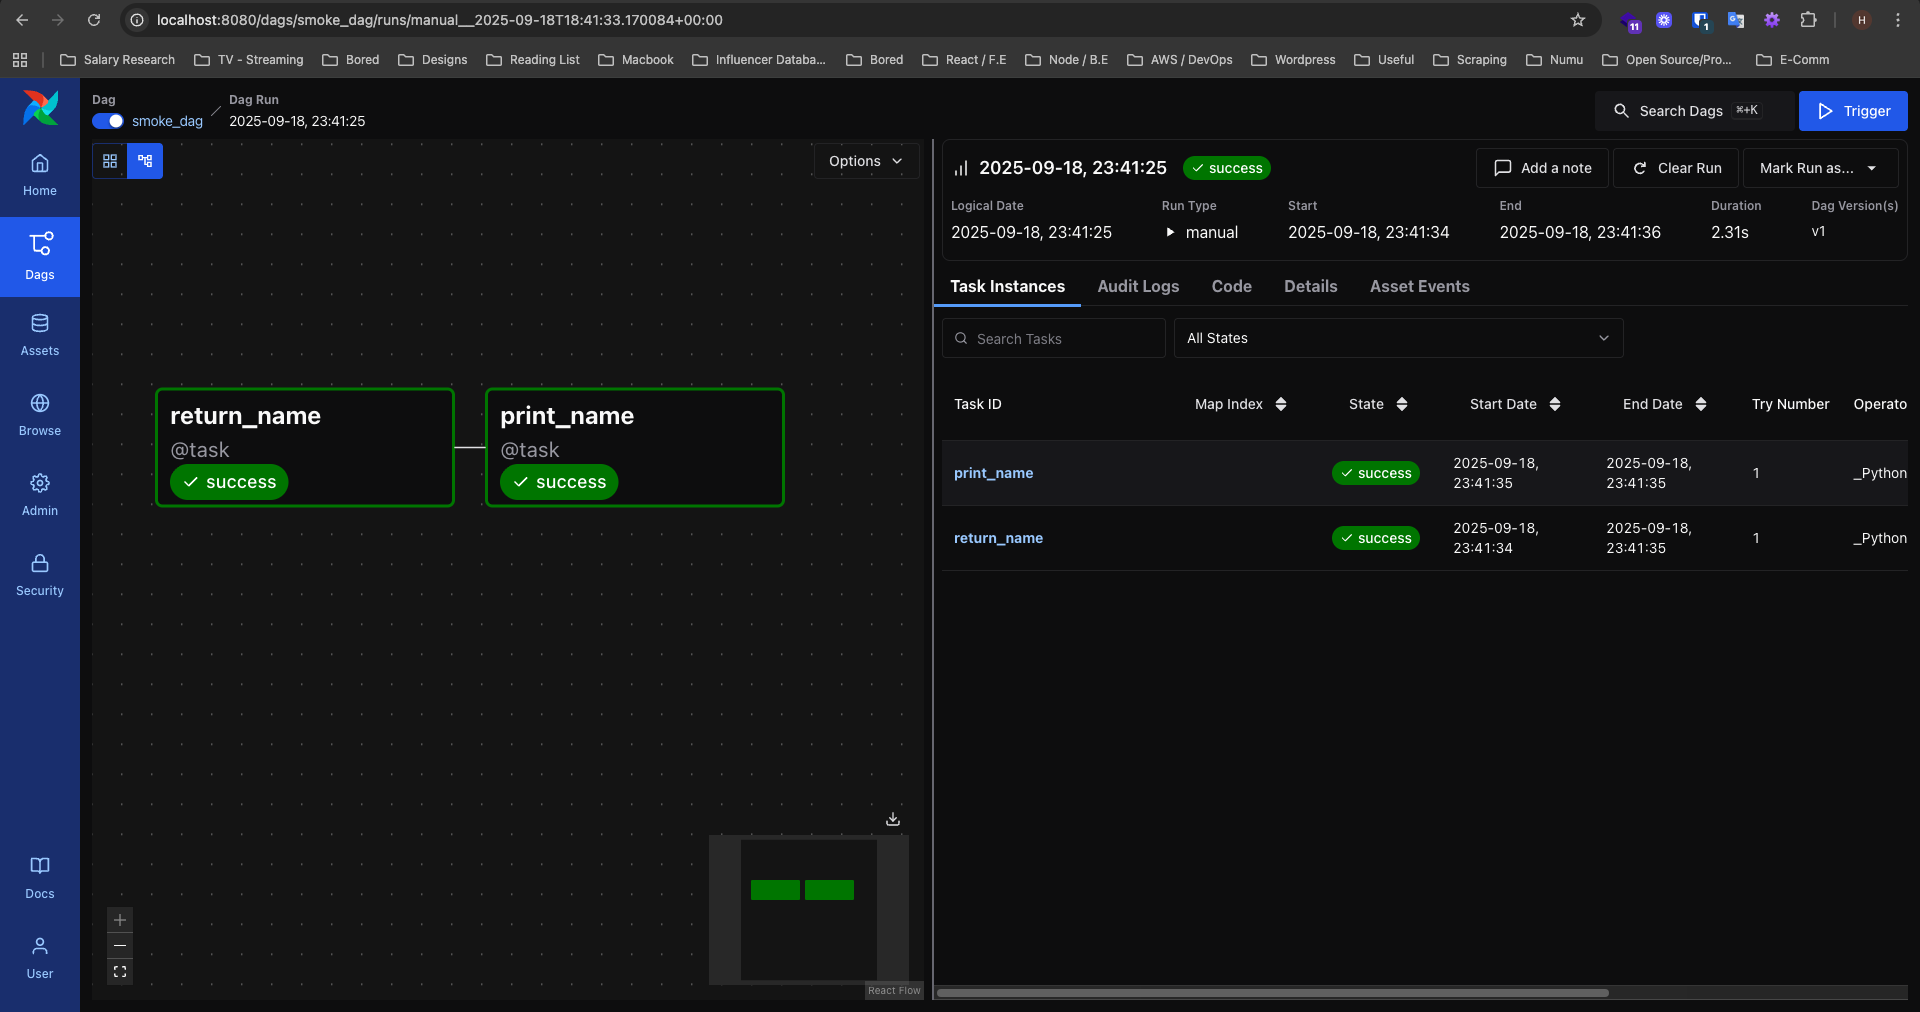 localhost:8080/dags/smoke_dag/runs/manual__2025-09-18T18:41:33.170084+00:00
11
1
H
Salary Research
TV - Streaming
Bored
Designs
Reading List
Macbook
Influencer Databa...
Bored
React / F.E
Node / B.E
AWS / DevOps
Wordpress
Useful
Scraping
Numu
Open Source/Pro...
E-Comm
Home
Dags
Assets
Browse
Admin
Security
Docs
User
Dag
smoke_dag
Dag Run
2025-09-18, 23:41:25
Search Dags ⌘+K
Trigger
Options
return_name
@task
success
print_name
@task
success
React Flow
2025-09-18, 23:41:25 success
Add a note
Clear Run
Mark Run as...
Logical Date Run Type Start End Duration Dag Version(s)
2025-09-18, 23:41:25 manual 2025-09-18, 23:41:34 2025-09-18, 23:41:36 2.31s v1
Task Instances Audit Logs Code Details Asset Events
Search Tasks
All States
Task ID Map Index State Start Date End Date Try Number Operato
print_name success 2025-09-18, 23:41:35 2025-09-18, 23:41:35 1 _Python
return_name success 2025-09-18, 23:41:34 2025-09-18, 23:41:35 1 _Python